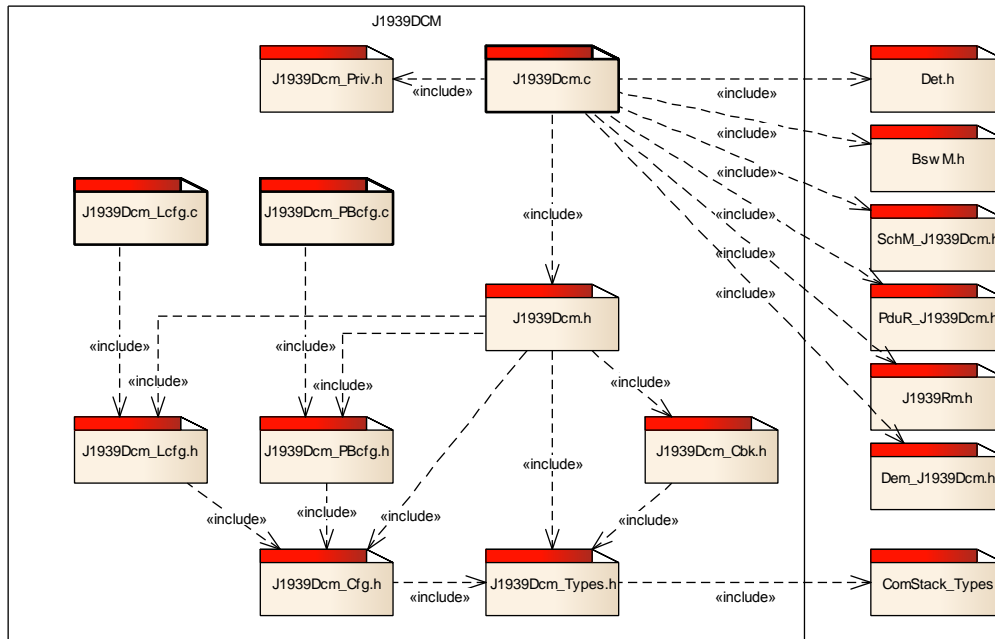 J1939DCM
J1939Dcm_Priv.h
J1939Dcm.c
Det.h
«include»
«include»
BswM.h
«include»
«include»
J1939Dcm_Lcfg.c
J1939Dcm_PBcfg.c
«include»
«include»
SchM_J1939Dcm.h
«include»
«include»
J1939Dcm.h
PduR_J1939Dcm.h
«include»
«include»
«include»
«include»
«include»
J1939Rm.h
J1939Dcm_Lcfg.h
J1939Dcm_PBcfg.h
J1939Dcm_Cbk.h
«include»
Dem_J1939Dcm.h
«include»
«include»
«include»
J1939Dcm_Cfg.h
J1939Dcm_Types.h
ComStack_Types
«include»
«include»